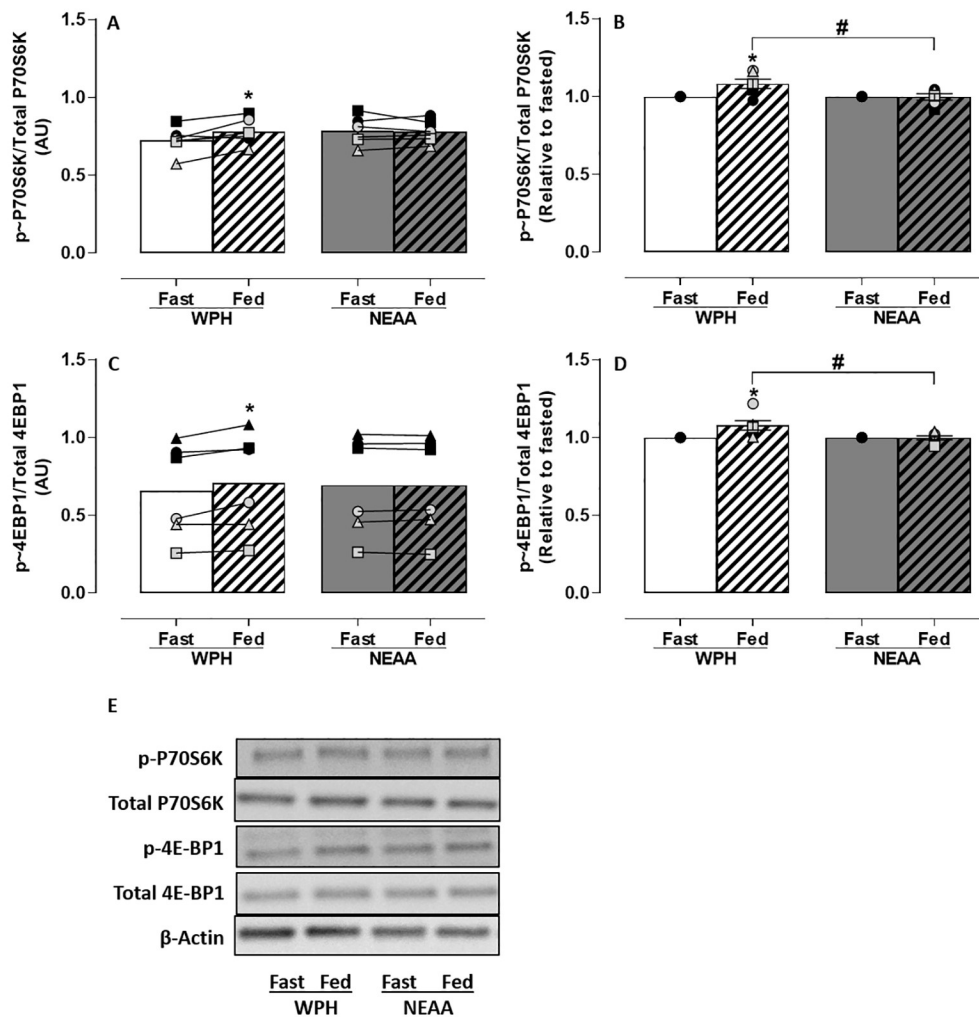 A
p~P70S6K/Total P70S6K
(AU)
1.5
1.0
0.5
0.0
*
Fast Fed Fast Fed
WPH NEAA
B
p~P70S6K/Total P70S6K
(Relative to fasted)
1.5
1.0
0.5
0.0
#
*
Fast Fed Fast Fed
WPH NEAA
C
p~4EBP1/Total 4EBP1
(AU)
1.5
1.0
0.5
0.0
*
Fast Fed Fast Fed
WPH NEAA
D
p~4EBP1/Total 4EBP1
(Relative to fasted)
1.5
1.0
0.5
0.0
#
*
Fast Fed Fast Fed
WPH NEAA
E
p-P70S6K
Total P70S6K
p-4E-BP1
Total 4E-BP1
β-Actin
Fast Fed Fast Fed
WPH NEAA